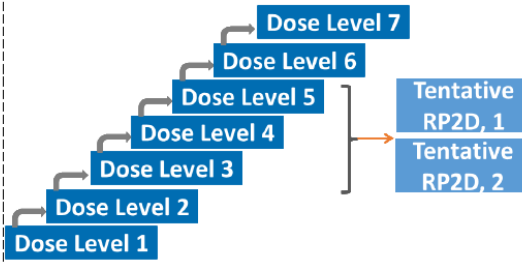 Dose Level 7
Dose Level 6
Dose Level 5
Dose Level 4
Dose Level 3
Dose Level 2
Dose Level 1
Tentative
RP2D, 1
Tentative
RP2D, 2